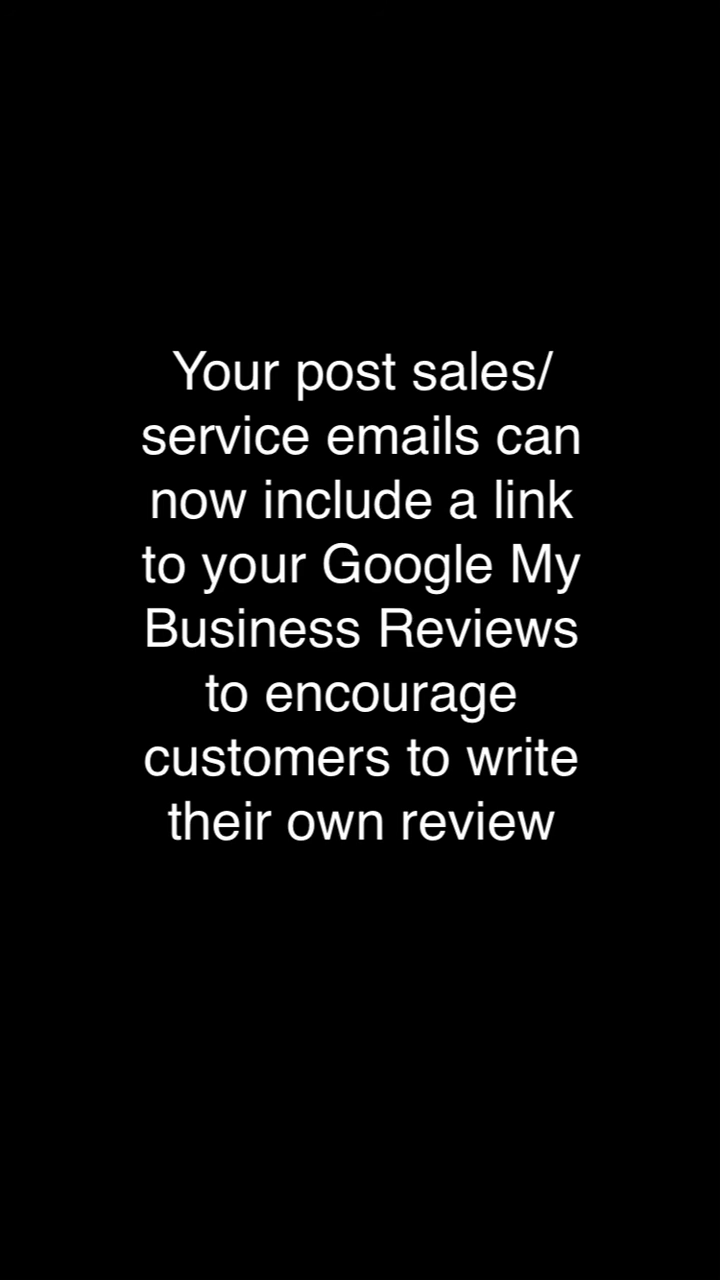 Your post sales/
service emails can
now include a link
to your Google My
Business Reviews
to encourage
customers to write
their own review